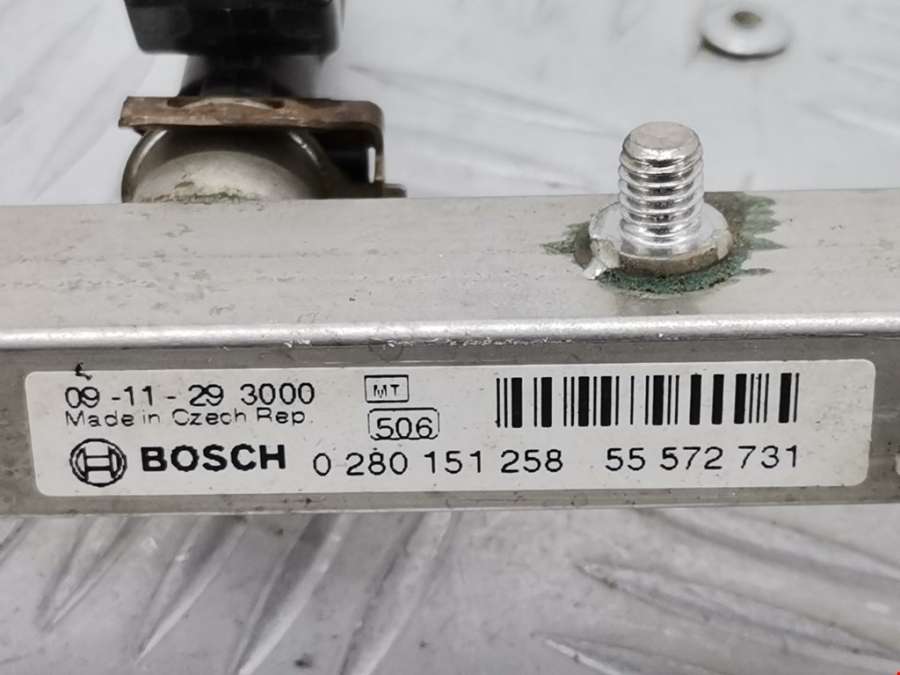 09-11-29 3000
MT
Made in Czech Rep.
506
BOSCH 0 280 151 258 55 572 731